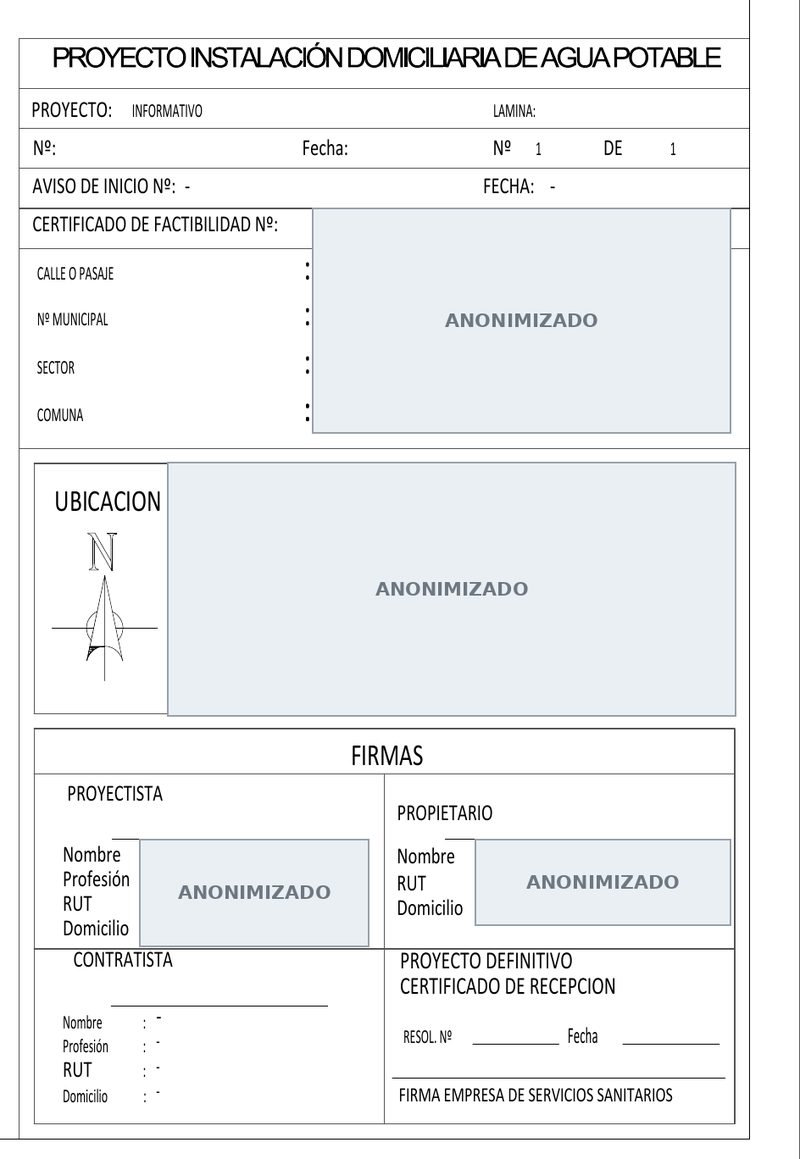 PROYECTO INSTALACIÓN DOMICILIARIA DE AGUA POTABLE
PROYECTO: INFORMATIVO LAMINA:
Nº: Fecha: Nº 1 DE 1
AVISO DE INICIO Nº: - FECHA: -
CERTIFICADO DE FACTIBILIDAD Nº:
CALLE O PASAJE :
Nº MUNICIPAL :
SECTOR :
COMUNA :
ANONIMIZADO
UBICACION
N
ANONIMIZADO
FIRMAS
PROYECTISTA
Nombre
Profesión
RUT
Domicilio
ANONIMIZADO
PROPIETARIO
Nombre
RUT
Domicilio
ANONIMIZADO
CONTRATISTA
Nombre : -
Profesión : -
RUT : -
Domicilio : -
PROYECTO DEFINITIVO
CERTIFICADO DE RECEPCION
RESOL. Nº Fecha
FIRMA EMPRESA DE SERVICIOS SANITARIOS